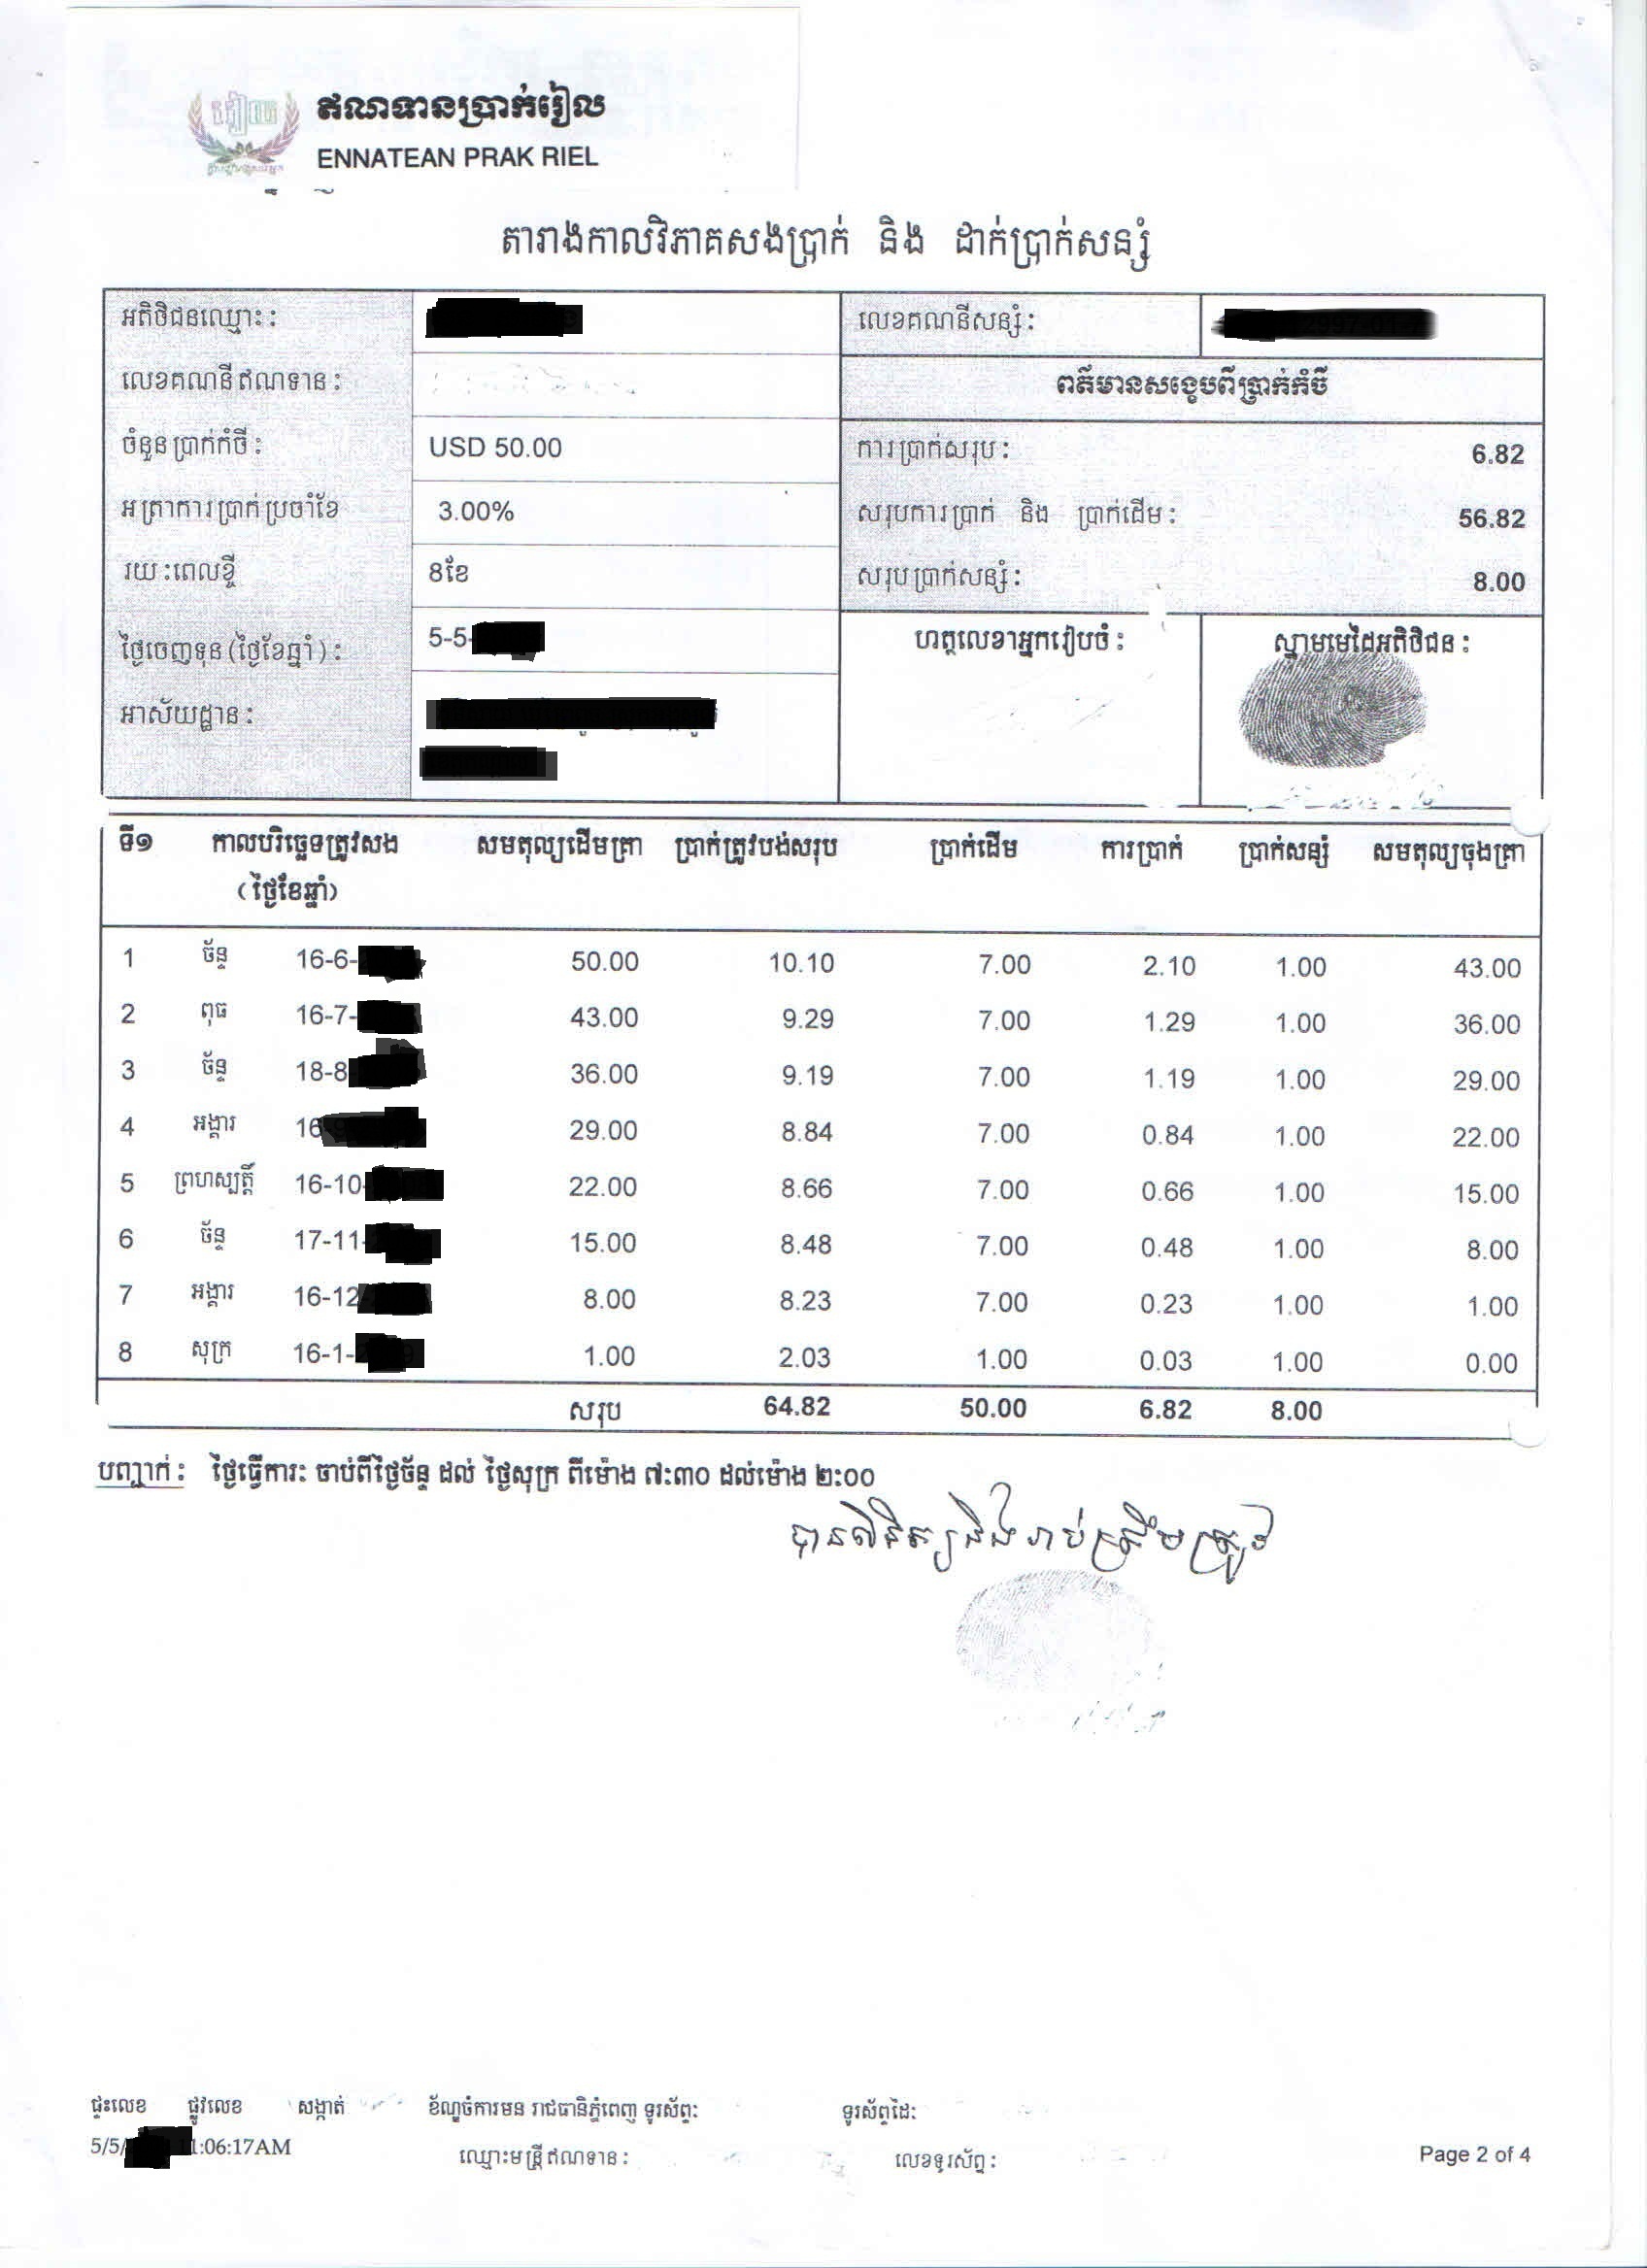 ឥណទានប្រាក់រៀល
ENNATEAN PRAK RIEL
តារាងកាលវិភាគសងប្រាក់ និង ដាក់ប្រាក់សន្សំ
អតិថិជនឈ្មោះ:
លេខគណនីសន្សំ:
លេខគណនីឥណទាន:
ពត៌មានសង្ខេបពីប្រាក់កំចី
ចំនួនប្រាក់កំចី: USD 50.00
ការប្រាក់សរុប: 6.82
អត្រាការប្រាក់ប្រចាំខែ 3.00%
សរុបការប្រាក់ និង ប្រាក់ដើម: 56.82
រយ:ពេលខ្ចី 8ខែ
សរុបប្រាក់សន្សំ: 8.00
ថ្ងៃចេញទុន(ថ្ងៃខែឆ្នាំ): 5-5-
ហត្ថលេខាអ្នករៀបចំ:
ស្នាមមេដៃអតិថិជន:
អាស័យដ្ឋាន:
ទី១ កាលបរិច្ឆេទត្រូវសង សមតុល្យដើមគ្រា ប្រាក់ត្រូវបង់សរុប ប្រាក់ដើម ការប្រាក់ ប្រាក់សន្សំ សមតុល្យចុងគ្រា
(ថ្ងៃខែឆ្នាំ)
1 ច័ន្ទ 16-6- 50.00 10.10 7.00 2.10 1.00 43.00
2 ពុធ 16-7- 43.00 9.29 7.00 1.29 1.00 36.00
3 ច័ន្ទ 18-8 36.00 9.19 7.00 1.19 1.00 29.00
4 អង្គារ 16 29.00 8.84 7.00 0.84 1.00 22.00
5 ព្រហស្បត្តិ៍ 16-10 22.00 8.66 7.00 0.66 1.00 15.00
6 ច័ន្ទ 17-11 15.00 8.48 7.00 0.48 1.00 8.00
7 អង្គារ 16-12 8.00 8.23 7.00 0.23 1.00 1.00
8 សុក្រ 16-1- 1.00 2.03 1.00 0.03 1.00 0.00
សរុប 64.82 50.00 6.82 8.00
បញ្ជាក់: ថ្ងៃធ្វើការ: ចាប់ពីថ្ងៃច័ន្ទ ដល់ ថ្ងៃសុក្រ ពីម៉ោង ៧:៣០ ដល់ម៉ោង ២:00
បានពិនិត្យនិងរាប់ត្រឹមត្រូវ
ផ្ទះលេខ ផ្លូវលេខ សង្កាត់ ខ័ណ្ឌចំការមន រាជធានិភ្នំពេញ ទូរស័ព្ទ: ទូរស័ព្ទដៃ:
5/5/ 1:06:17AM ឈ្មោះមន្ត្រីឥណទាន: លេខទូរស័ព្ទ: Page 2 of 4